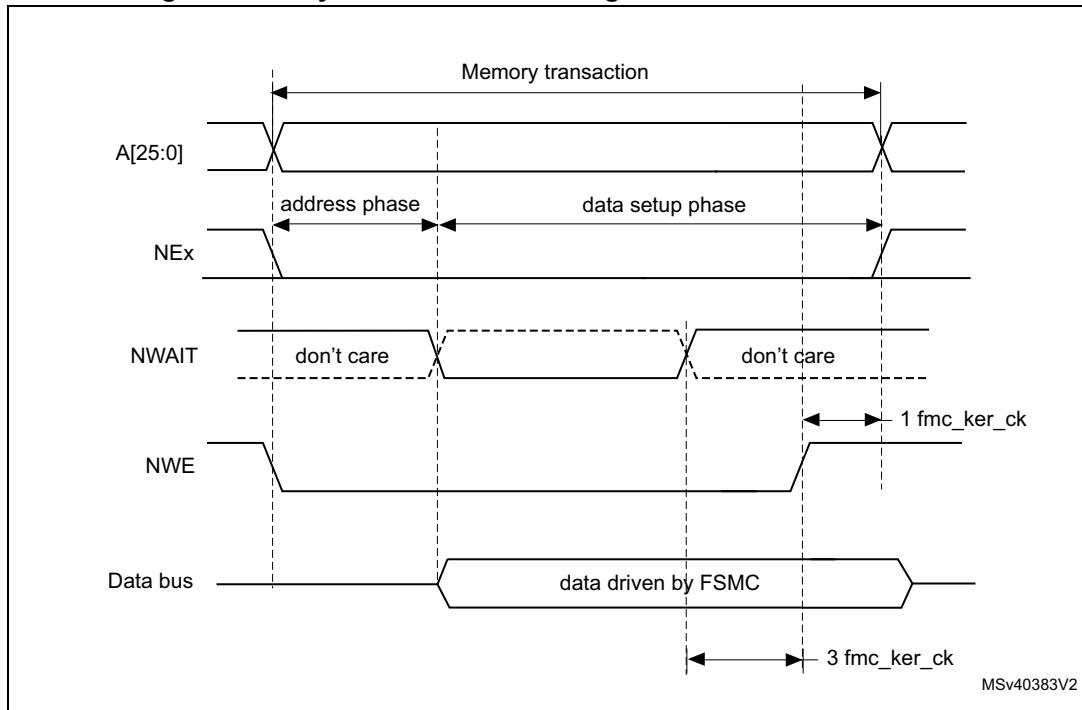 Memory transaction
A[25:0]
address phase
data setup phase
NEx
NWAIT
don't care
don't care
1 fmc_ker_ck
NWE
Data bus
data driven by FSMC
3 fmc_ker_ck
MSv40383V2